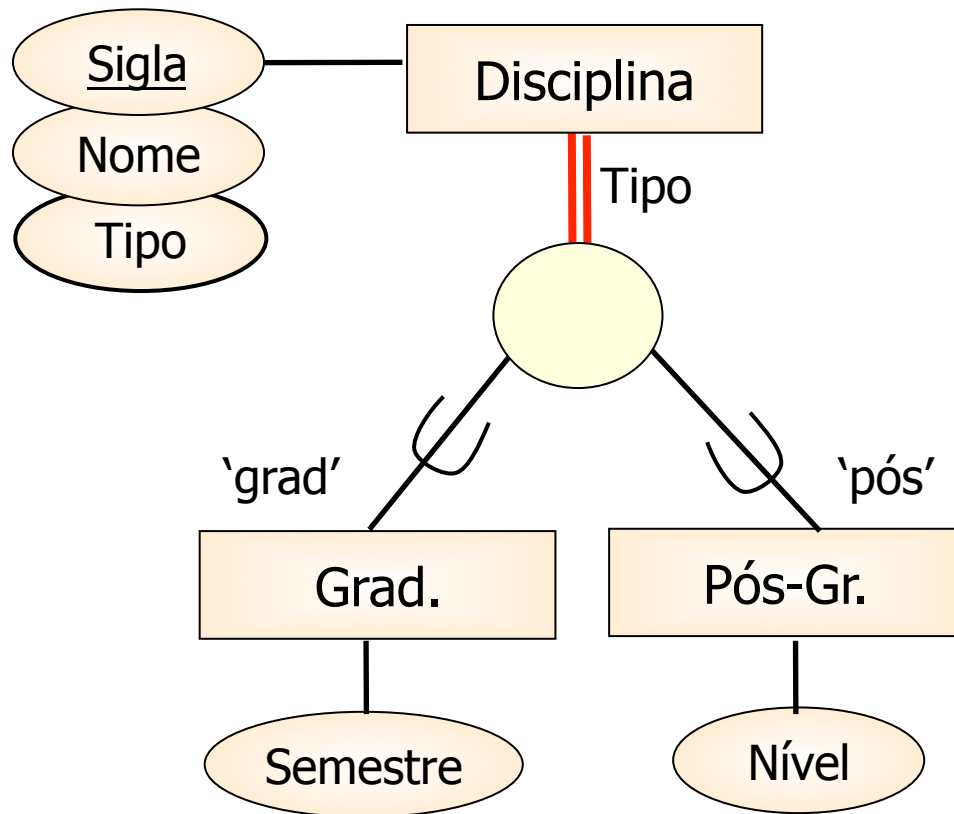 Sigla
Disciplina
Nome
Tipo
Tipo
‘grad’
‘pós’
Grad.
Pós-Gr.
Semestre
Nível